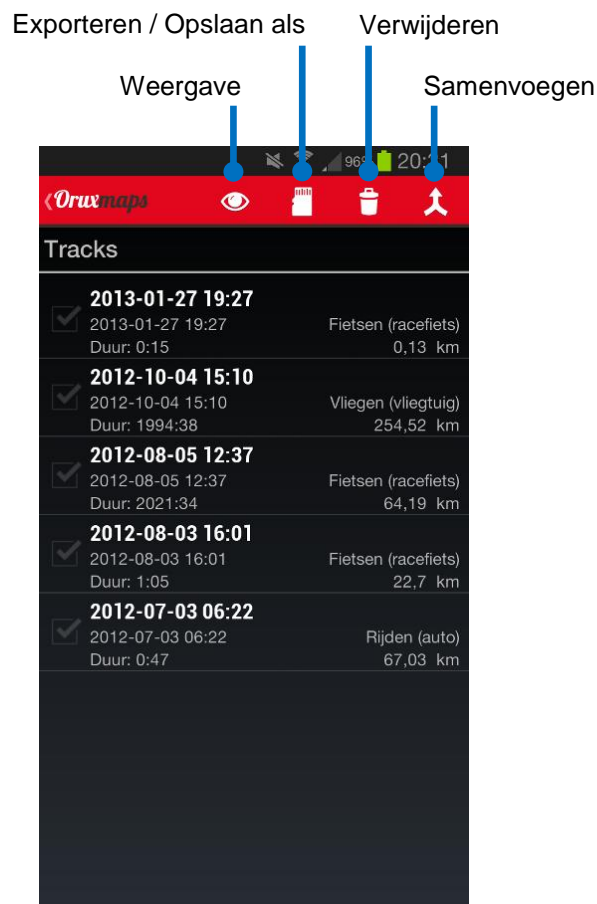 Exporteren / Opslaan als Verwijderen
Weergave Samenvoegen
96% 20:21
Oruxmaps
Tracks
2013-01-27 19:27
2013-01-27 19:27 Fietsen (racefiets)
Duur: 0:15 0,13 km
2012-10-04 15:10
2012-10-04 15:10 Vliegen (vliegtuig)
Duur: 1994:38 254,52 km
2012-08-05 12:37
2012-08-05 12:37 Fietsen (racefiets)
Duur: 2021:34 64,19 km
2012-08-03 16:01
2012-08-03 16:01 Fietsen (racefiets)
Duur: 1:05 22,7 km
2012-07-03 06:22
2012-07-03 06:22 Rijden (auto)
Duur: 0:47 67,03 km